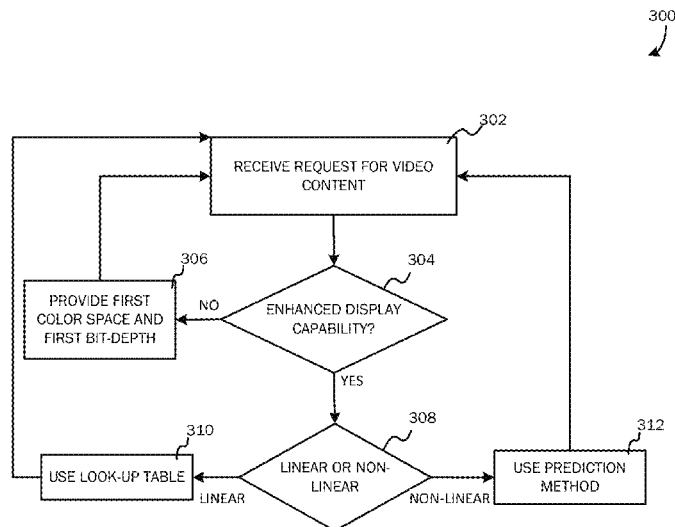 300
302
RECEIVE REQUEST FOR VIDEO
CONTENT
306
304
PROVIDE FIRST
COLOR SPACE AND
FIRST BIT-DEPTH
NO
ENHANCED DISPLAY
CAPABILITY?
YES
310
308
312
USE LOOK-UP TABLE
LINEAR
LINEAR OR NON-
LINEAR
NON-LINEAR
USE PREDICTION
METHOD